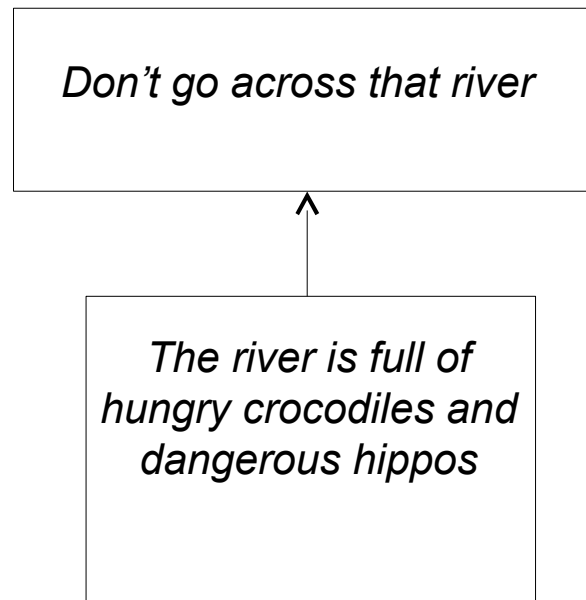 Don’t go across that river
The river is full of
hungry crocodiles and
dangerous hippos